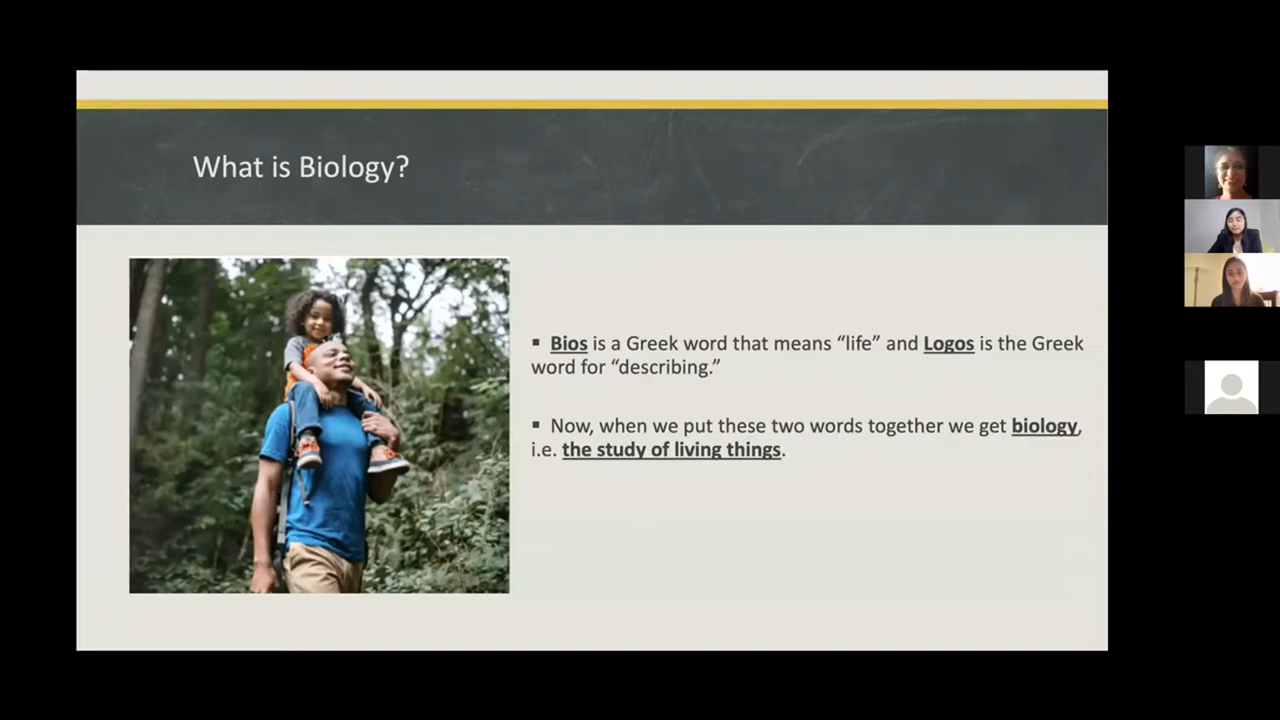 What is Biology?
▪ Bios is a Greek word that means “life” and Logos is the Greek
word for “describing.”
▪ Now, when we put these two words together we get biology,
i.e. the study of living things.